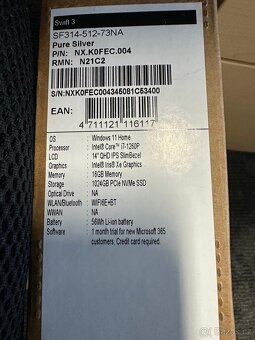 Swift 3
SF314-512-73NA
Pure Silver
P/N: NX.K0FEC.004
RMN: N21C2
S/N:NXK0FEC004345081C53400
EAN:
4 711121 116117
OS : Windows 11 Home
Processor : Intel® Core™ i7-1260P
LCD : 14" QHD IPS SlimBezel
Graphics : Intel® Iris® Xe Graphics
Memory : 16GB Memory
Storage : 1024GB PCIe NVMe SSD
Optical Drive : NA
WLAN/Bluetooth : WIFI6E+BT
WWAN : NA
Battery : 56Wh Li-ion battery
Software : 1 month trial for new Microsoft 365
customers. Credit card required.